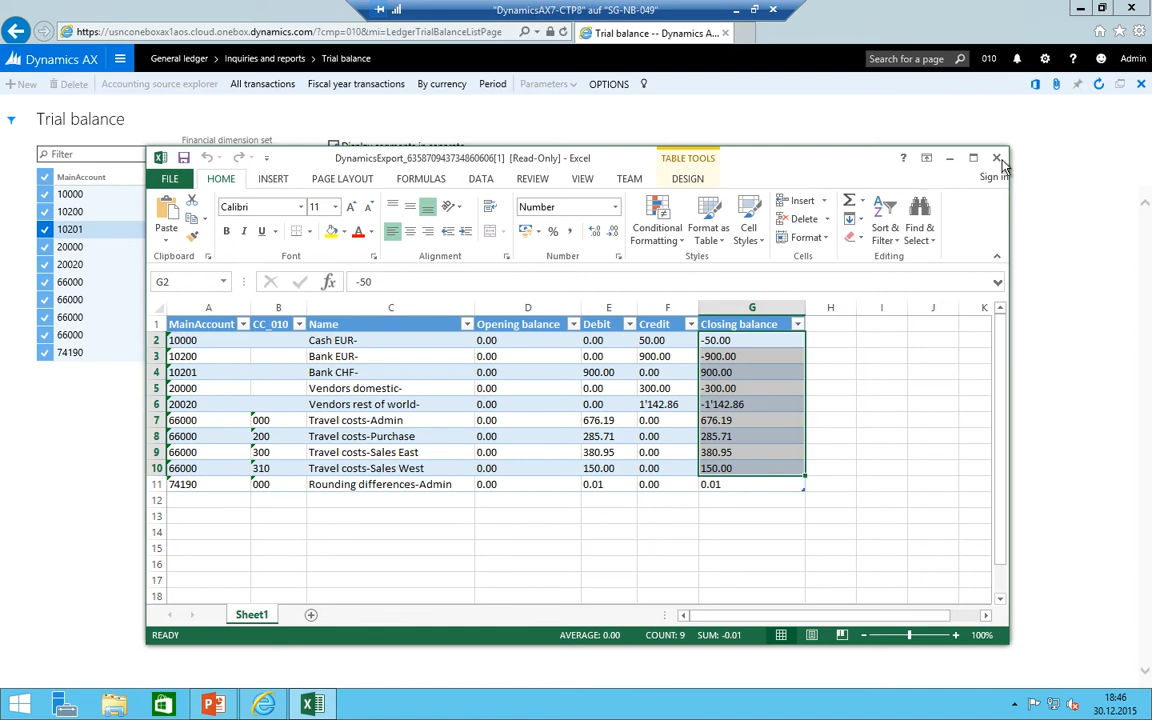 "DynamicsAX7-CTP8" auf "SG-NB-049"
https://usnconeboxax1aos.cloud.onebox.dynamics.com/?cmp=010&mi=LedgerTrialBalanceListPage
Trial balance -- Dynamics A...
Dynamics AX
General ledger > Inquiries and reports > Trial balance
Search for a page
010
Admin
New
Delete
Accounting source explorer
All transactions
Fiscal year transactions
By currency
Period
Parameters
OPTIONS
Trial balance
Financial dimension set
Filter
MainAccount
10000
10200
10201
20000
20020
66000
66000
66000
66000
74190
DynamicsExport_635870943734860606[1] [Read-Only] - Excel
TABLE TOOLS
Sign in
FILE HOME INSERT PAGE LAYOUT FORMULAS DATA REVIEW VIEW TEAM DESIGN
Paste
Calibri 11
B I U
Number
Conditional Formatting
Format as Table
Cell Styles
Insert
Delete
Format
Sort & Filter
Find & Select
Clipboard Font Alignment Number Styles Cells Editing
G2 fx -50
A B C D E F G H I J K
1 MainAccount CC_010 Name Opening balance Debit Credit Closing balance
2 10000 Cash EUR- 0.00 0.00 50.00 -50.00
3 10200 Bank EUR- 0.00 0.00 900.00 -900.00
4 10201 Bank CHF- 0.00 900.00 0.00 900.00
5 20000 Vendors domestic- 0.00 0.00 300.00 -300.00
6 20020 Vendors rest of world- 0.00 0.00 1'142.86 -1'142.86
7 66000 000 Travel costs-Admin 0.00 676.19 0.00 676.19
8 66000 200 Travel costs-Purchase 0.00 285.71 0.00 285.71
9 66000 300 Travel costs-Sales East 0.00 380.95 0.00 380.95
10 66000 310 Travel costs-Sales West 0.00 150.00 0.00 150.00
11 74190 000 Rounding differences-Admin 0.00 0.01 0.00 0.01
12
13
14
15
16
17
18
Sheet1
READY
AVERAGE: 0.00 COUNT: 9 SUM: -0.01
100%
18:46
30.12.2015